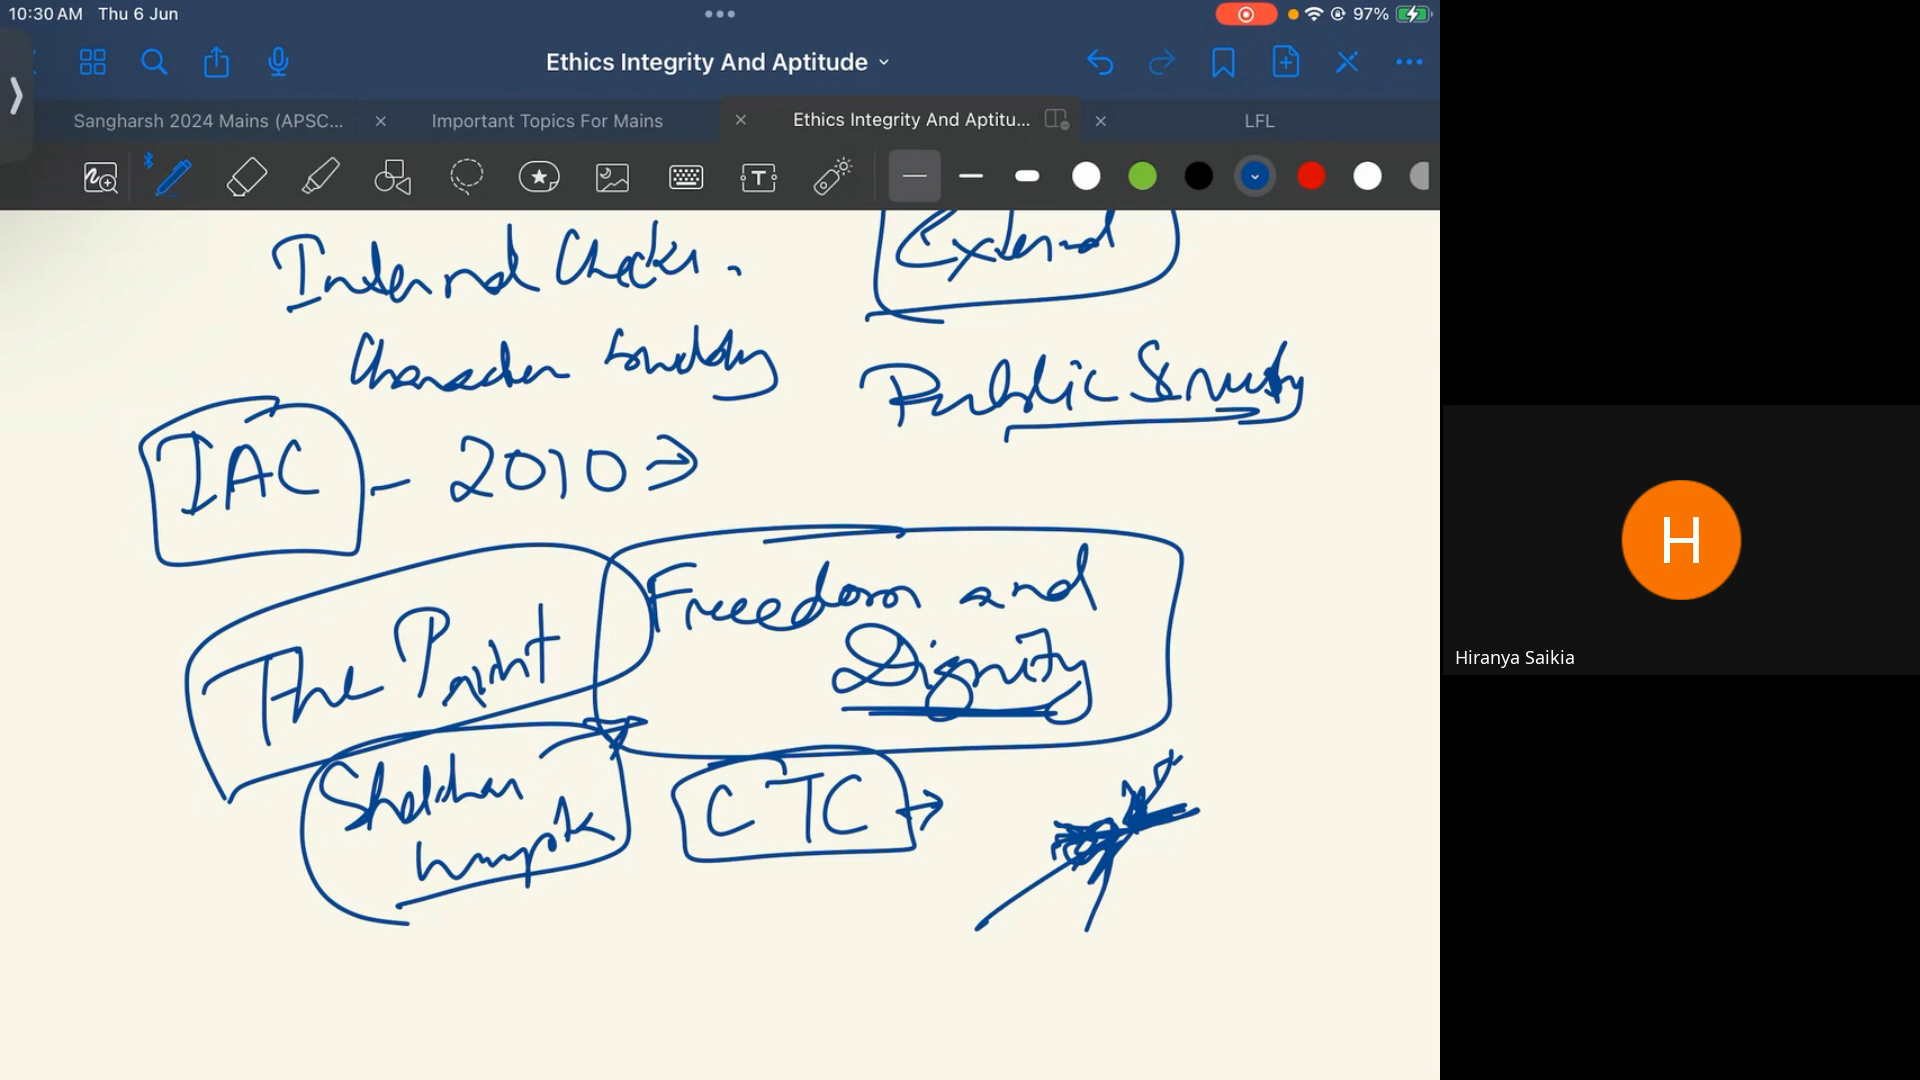 10:30 AM Thu 6 Jun
97%
Ethics Integrity And Aptitude
Sangharsh 2024 Mains (APSC...
Important Topics For Mains
Ethics Integrity And Aptitu...
LFL
T
External
Internal Checks.
Character
Public Scrutiny
IAC - 2010 →
Freedom and
Dignity
The Print
Shekhar
CTC →
H
Hiranya Saikia